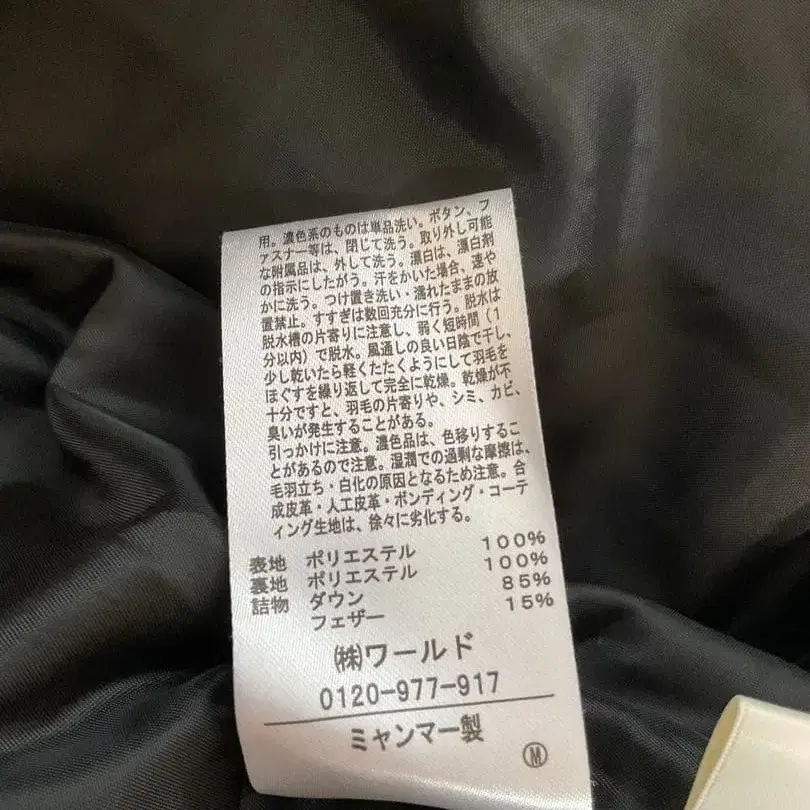 用。濃色系のものは単品洗い。ボタン、フ
ァスナー等は、閉じて洗う。取り外し可能
な附属品は、外して洗う。漂白は、漂白剤
の指示にしたがう。汗をかいた場合、速や
かに洗う。つけ置き洗い・濡れたままの放
置禁止。すすぎは数回充分に行う。脱水は
脱水槽の片寄りに注意し、弱く短時間（1
分以内）で脱水。風通しの良い日陰で干し、
少し乾いたら軽くたたくようにして羽毛を
ほぐすを繰り返して完全に乾燥。乾燥が不
十分ですと、羽毛の片寄りや、シミ、カビ、
臭いが発生することがある。
引っかけに注意。濃色品は、色移りするこ
とがあるので注意。湿潤での過剰な摩擦は、
毛羽立ち・白化の原因となるため注意。合
成皮革・人工皮革・ボンディング・コーテ
ィング生地は、徐々に劣化する。
表地 ポリエステル 100%
裏地 ポリエステル 100%
詰物 ダウン 85%
フェザー 15%
㈱ワールド
0120-977-917
ミャンマー製
Ⓜ